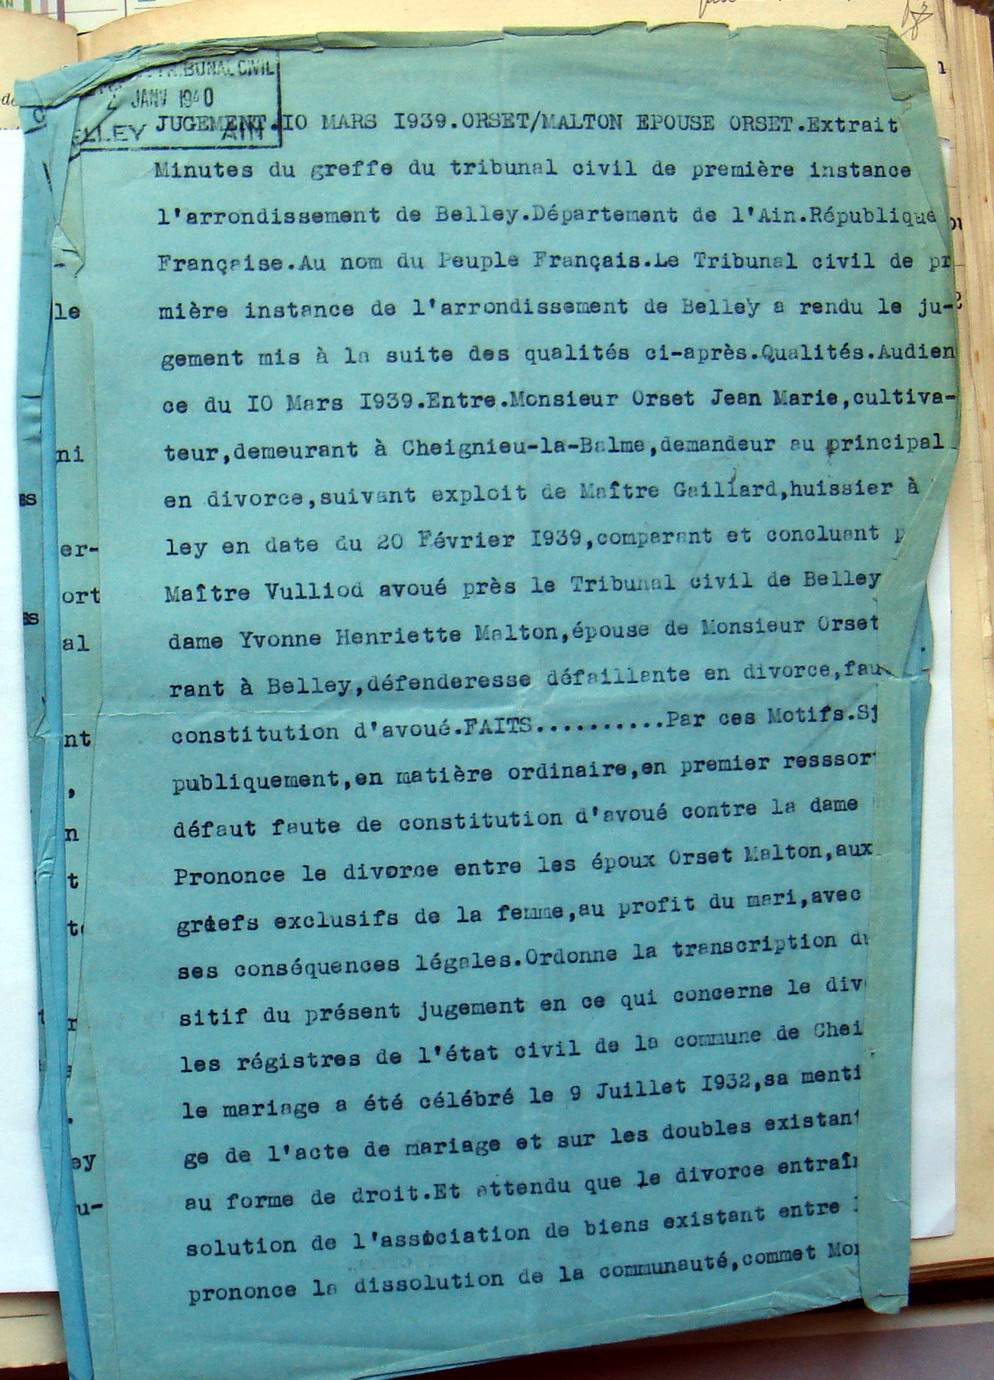 TRIBUNAL CIVIL
2 JANV 1940
BELLEY AIN
JUGEMENT.IO MARS I939.ORSET/MALTON EPOUSE ORSET.Extrait
Minutes du greffe du tribunal civil de première instance
l'arrondissement de Belley.Département de l'Ain.République
Française.Au nom du Peuple Français.Le Tribunal civil de pr
mière instance de l'arrondissement de Belley a rendu le ju-
gement mis à la suite des qualités ci-après.Qualités.Audien
ce du IO Mars I939.Entre.Monsieur Orset Jean Marie,cultiva-
teur,demeurant à Cheignieu-la-Balme,demandeur au principal
en divorce,suivant exploit de Maître Gaillard,huissier à
ley en date du 20 Février I939,comparant et concluant p
Maître Vulliod avoué près le Tribunal civil de Belley
dame Yvonne Henriette Malton,épouse de Monsieur Orset
rant à Belley,défenderesse défaillante en divorce,fau
constitution d'avoué.FAITS..........Par ces Motifs.S
publiquement,en matière ordinaire,en premier resssor
défaut faute de constitution d'avoué contre la dame
Prononce le divorce entre les époux Orset Malton,aux
griefs exclusifs de la femme,au profit du mari,avec
ses conséquences légales.Ordonne la transcription du
sitif du présent jugement en ce qui concerne le div
les régistres de l'état civil de la commune de Chei
le mariage a été célébré le 9 Juillet I932,sa menti
ge de l'acte de mariage et sur les doubles existant
au forme de droit.Et attendu que le divorce entraîn
solution de l'association de biens existant entre l
prononce la dissolution de la communauté,commet Mon
le
ni
er-
ort
al
nt
,
n
t
r
ey
u-